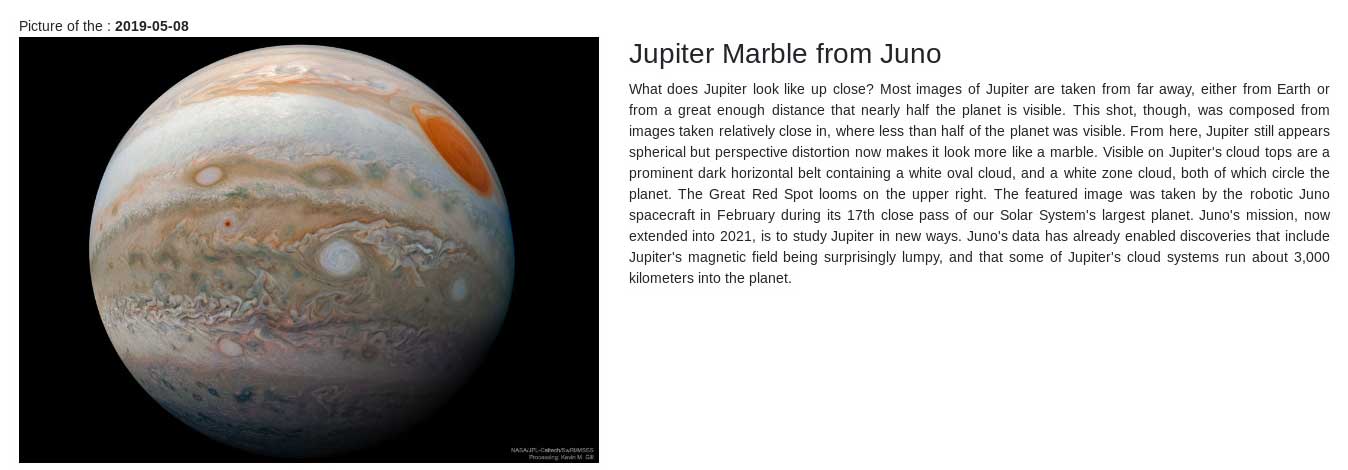 Picture of the : 2019-05-08
Jupiter Marble from Juno
What does Jupiter look like up close? Most images of Jupiter are taken from far away, either from Earth or
from a great enough distance that nearly half the planet is visible. This shot, though, was composed from
images taken relatively close in, where less than half of the planet was visible. From here, Jupiter still appears
spherical but perspective distortion now makes it look more like a marble. Visible on Jupiter's cloud tops are a
prominent dark horizontal belt containing a white oval cloud, and a white zone cloud, both of which circle the
planet. The Great Red Spot looms on the upper right. The featured image was taken by the robotic Juno
spacecraft in February during its 17th close pass of our Solar System's largest planet. Juno's mission, now
extended into 2021, is to study Jupiter in new ways. Juno's data has already enabled discoveries that include
Jupiter's magnetic field being surprisingly lumpy, and that some of Jupiter's cloud systems run about 3,000
kilometers into the planet.
NASA/JPL-Caltech/SwRI/MSSS
Processing: Kevin M. Gill